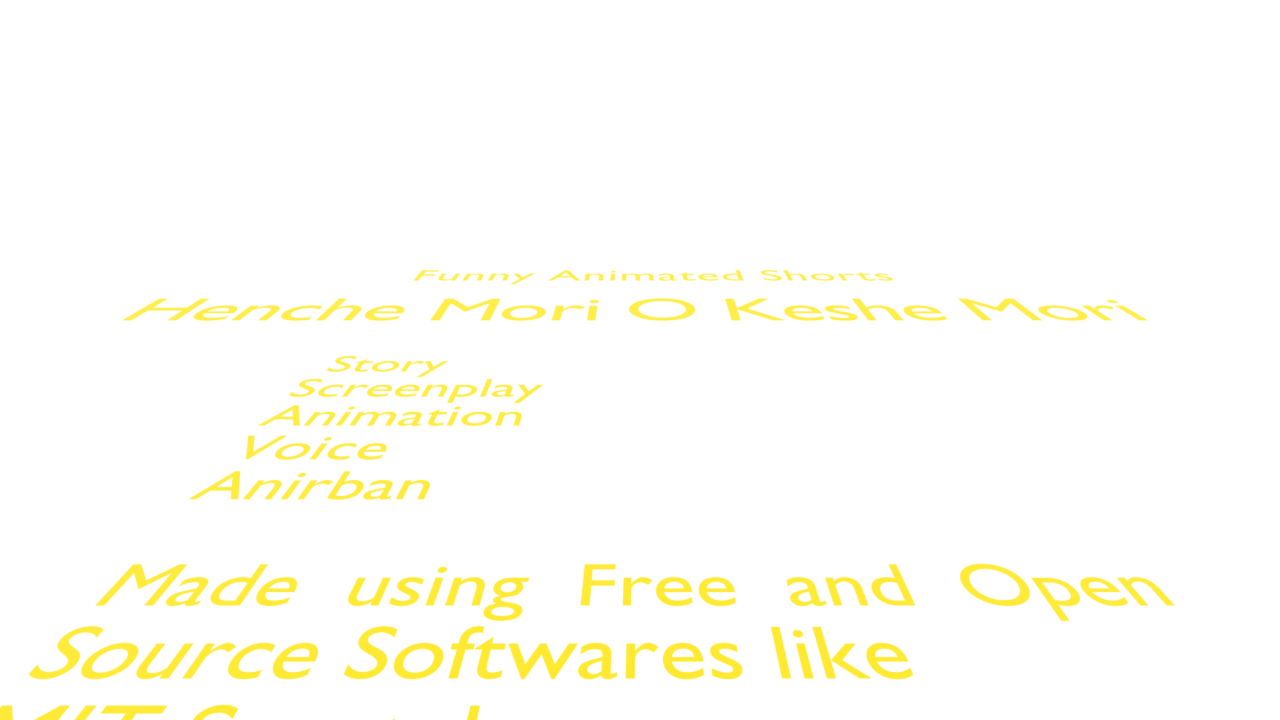 Funny Animated Shorts
Henche Mori O Keshe Mori
Story
Screenplay
Animation
Voice
Anirban
Made using Free and Open
Source Softwares like
MIT